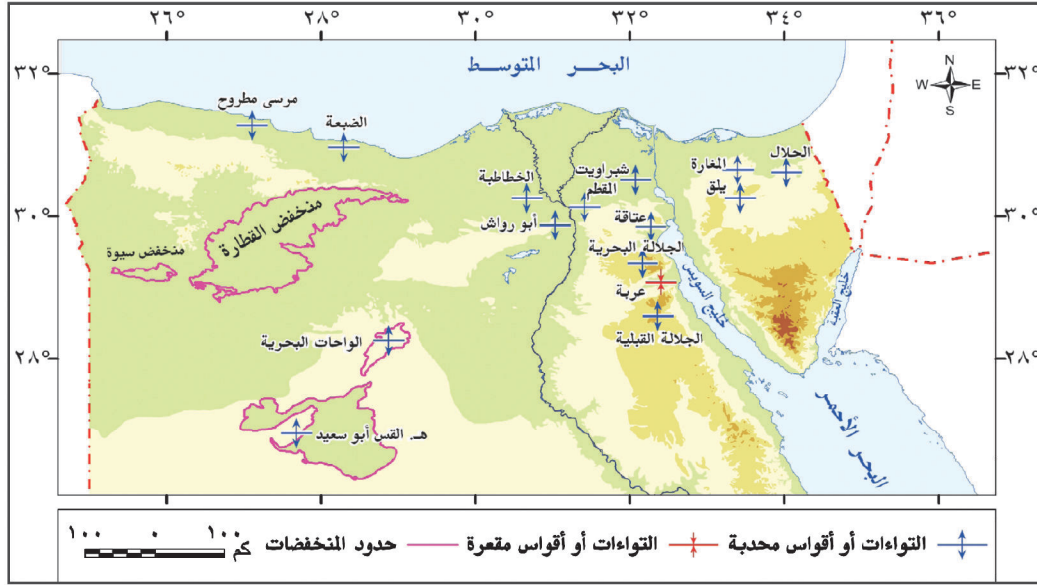 ٢٦° ٢٨° ٣٠° ٣٢° ٣٤° ٣٦°
٣٢° ٣٢°
٣٠° ٣٠°
٢٨° ٢٨°
N
W E
S
البحر المتوسط
مرسى مطروح
الضبعة
الحلال
المغارة
شبراويت
يلق
الخطاطبة
المقطم
عتاقة
أبو رواش
منخفض القطارة
منخفض سيوة
الجلالة البحرية
عربة
خليج السويس
خليج العقبة
الجلالة القبلية
الواحات البحرية
البحر الأحمر
هـ. القس أبو سعيد
التواءات أو أقواس محدبة
التواءات أو أقواس مقعرة
حدود المنخفضات
١٠٠ ٠ ١٠٠
كم